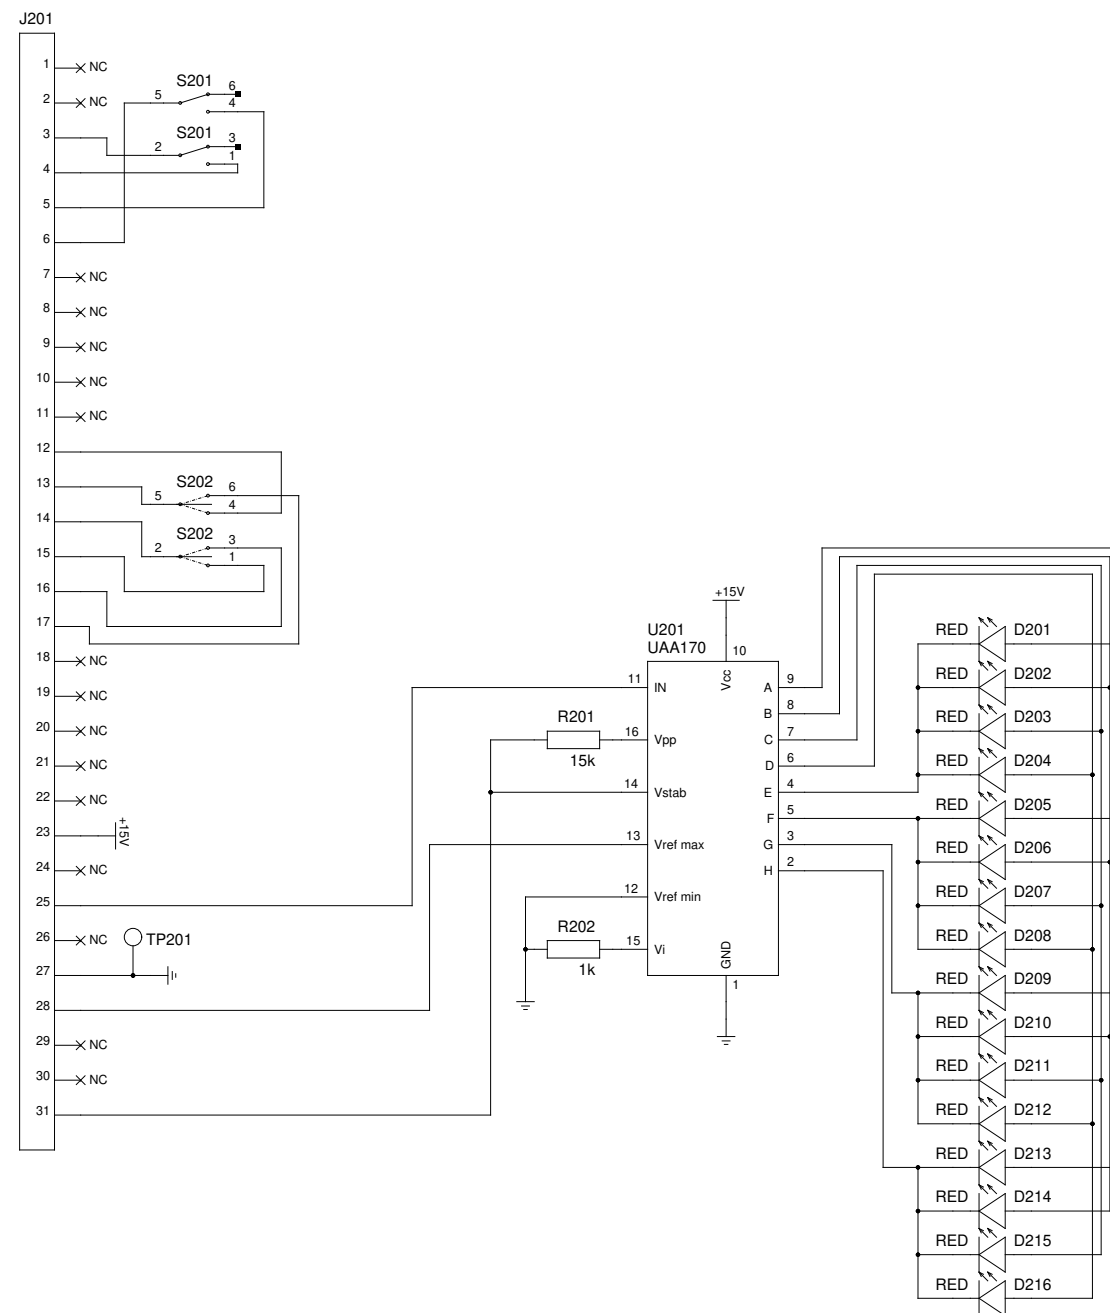 J201
1 NC
S201
6
5
2 NC
4
S201
3
3
2
1
4
5
6
7 NC
8 NC
9 NC
10 NC
11 NC
12
13
S202
5
6
4
14
S202
2
3
1
15
16
17
18 NC
19 NC
20 NC
21 NC
22 NC
23
+15V
24 NC
25
26 NC
TP201
27
28
29 NC
30 NC
31
+15V
U201
UAA170
10
Vcc
11 IN
A 9
B 8
R201
15k
16 Vpp
C 7
D 6
14 Vstab
E 4
F 5
13 Vref max
G 3
H 2
12 Vref min
R202
1k
15 Vi
GND
1
RED D201
RED D202
RED D203
RED D204
RED D205
RED D206
RED D207
RED D208
RED D209
RED D210
RED D211
RED D212
RED D213
RED D214
RED D215
RED D216